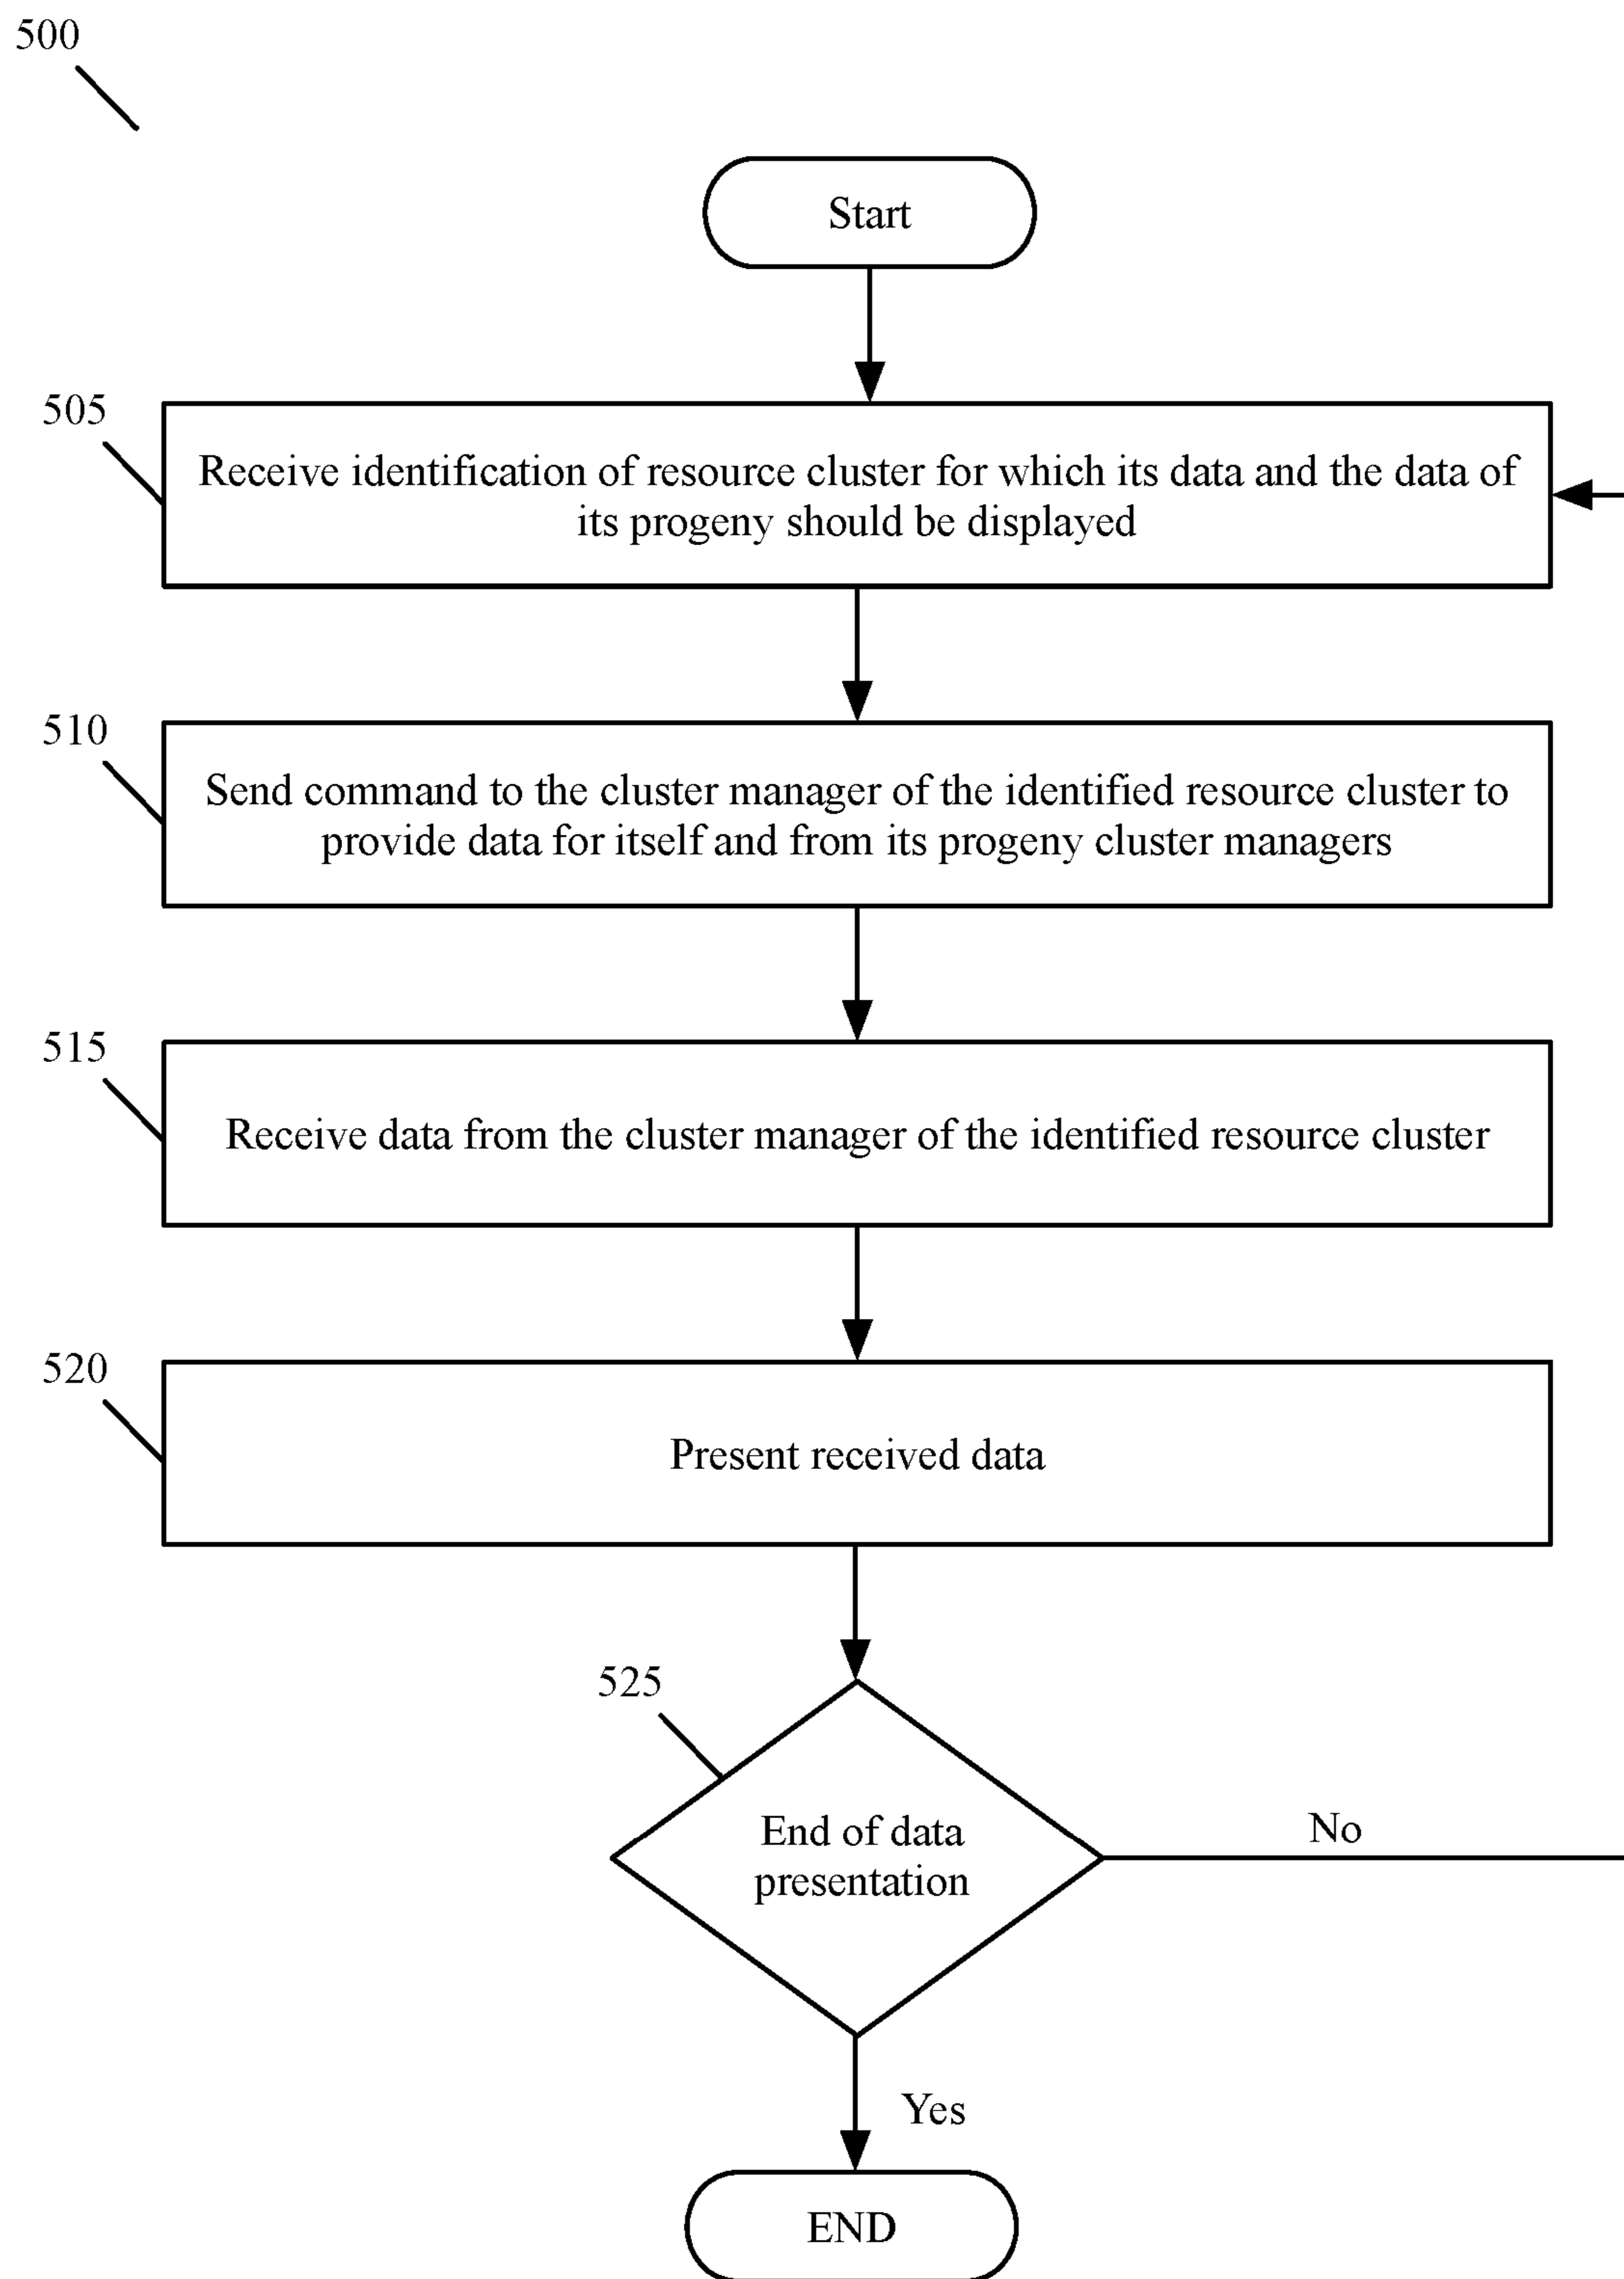 500
Start
505
Receive identification of resource cluster for which its data and the data of
its progeny should be displayed
510
Send command to the cluster manager of the identified resource cluster to
provide data for itself and from its progeny cluster managers
515
Receive data from the cluster manager of the identified resource cluster
520
Present received data
525
End of data
presentation
No
Yes
END